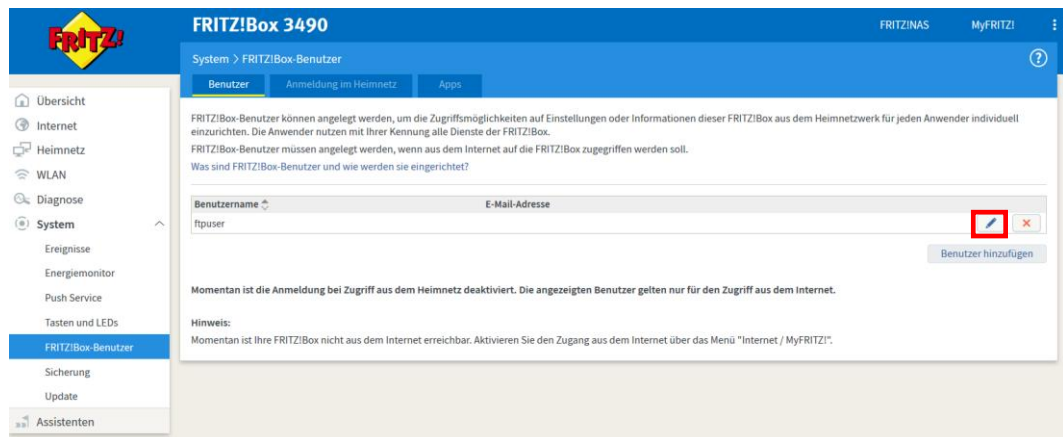 FRITZ!
FRITZ!Box 3490
FRITZ!NAS
MyFRITZ!
System > FRITZ!Box-Benutzer
?
Benutzer
Anmeldung im Heimnetz
Apps
Übersicht
Internet
Heimnetz
WLAN
Diagnose
System
Ereignisse
Energiemonitor
Push Service
Tasten und LEDs
FRITZ!Box-Benutzer
Sicherung
Update
Assistenten
FRITZ!Box-Benutzer können angelegt werden, um die Zugriffsmöglichkeiten auf Einstellungen oder Informationen dieser FRITZ!Box aus dem Heimnetzwerk für jeden Anwender individuell
einzurichten. Die Anwender nutzen mit Ihrer Kennung alle Dienste der FRITZ!Box.
FRITZ!Box-Benutzer müssen angelegt werden, wenn aus dem Internet auf die FRITZ!Box zugegriffen werden soll.
Was sind FRITZ!Box-Benutzer und wie werden sie eingerichtet?
Benutzername E-Mail-Adresse
ftpuser
Benutzer hinzufügen
Momentan ist die Anmeldung bei Zugriff aus dem Heimnetz deaktiviert. Die angezeigten Benutzer gelten nur für den Zugriff aus dem Internet.
Hinweis:
Momentan ist Ihre FRITZ!Box nicht aus dem Internet erreichbar. Aktivieren Sie den Zugang aus dem Internet über das Menü "Internet / MyFRITZ!".